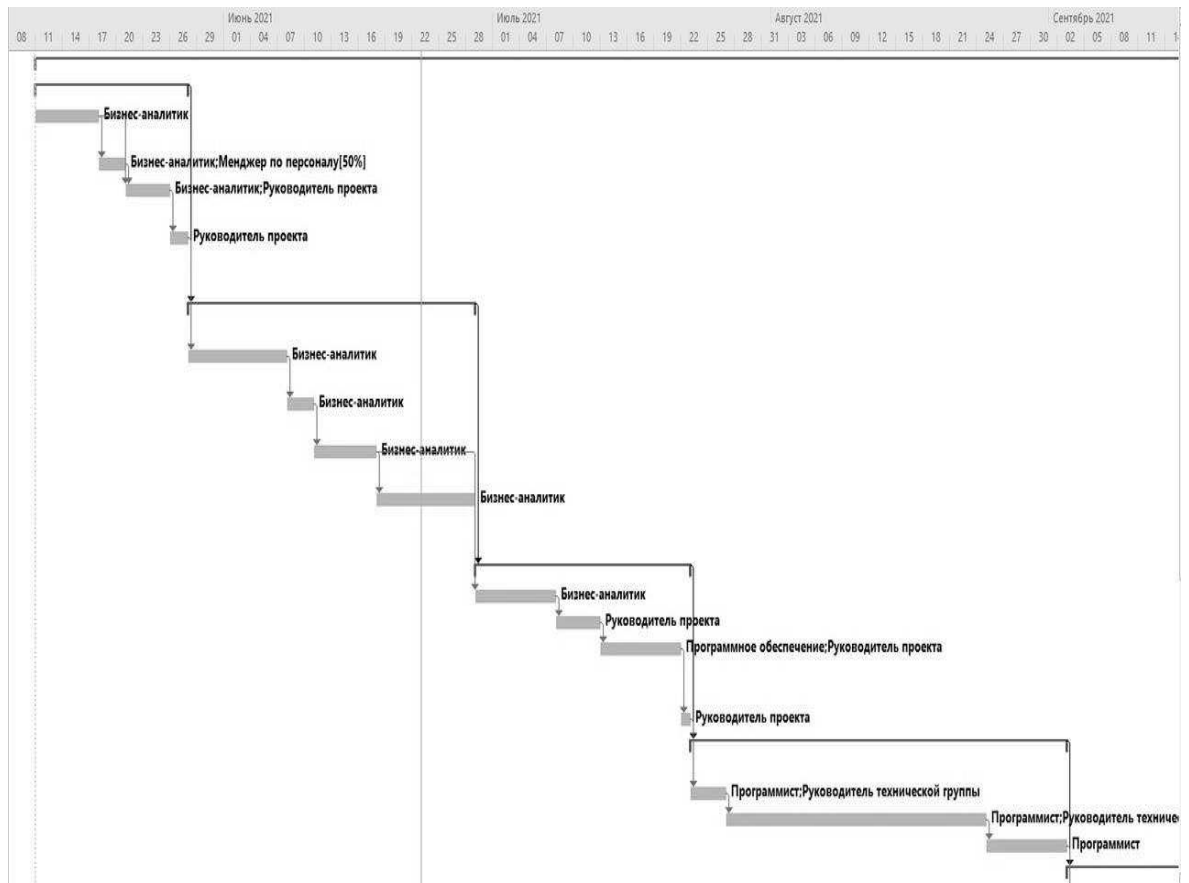 Июнь 2021 Июль 2021 Август 2021 Сентябрь 2021
08 11 14 17 20 23 26 29 01 04 07 10 13 16 19 22 25 28 01 04 07 10 13 16 19 22 25 28 31 03 06 09 12 15 18 21 24 27 30 02 05 08 11
Бизнес-аналитик
Бизнес-аналитик;Менджер по персоналу[50%]
Бизнес-аналитик;Руководитель проекта
Руководитель проекта
Бизнес-аналитик
Бизнес-аналитик
Бизнес-аналитик
Бизнес-аналитик
Бизнес-аналитик
Руководитель проекта
Программное обеспечение;Руководитель проекта
Руководитель проекта
Программист;Руководитель технической группы
Программист;Руководитель техниче
Программист